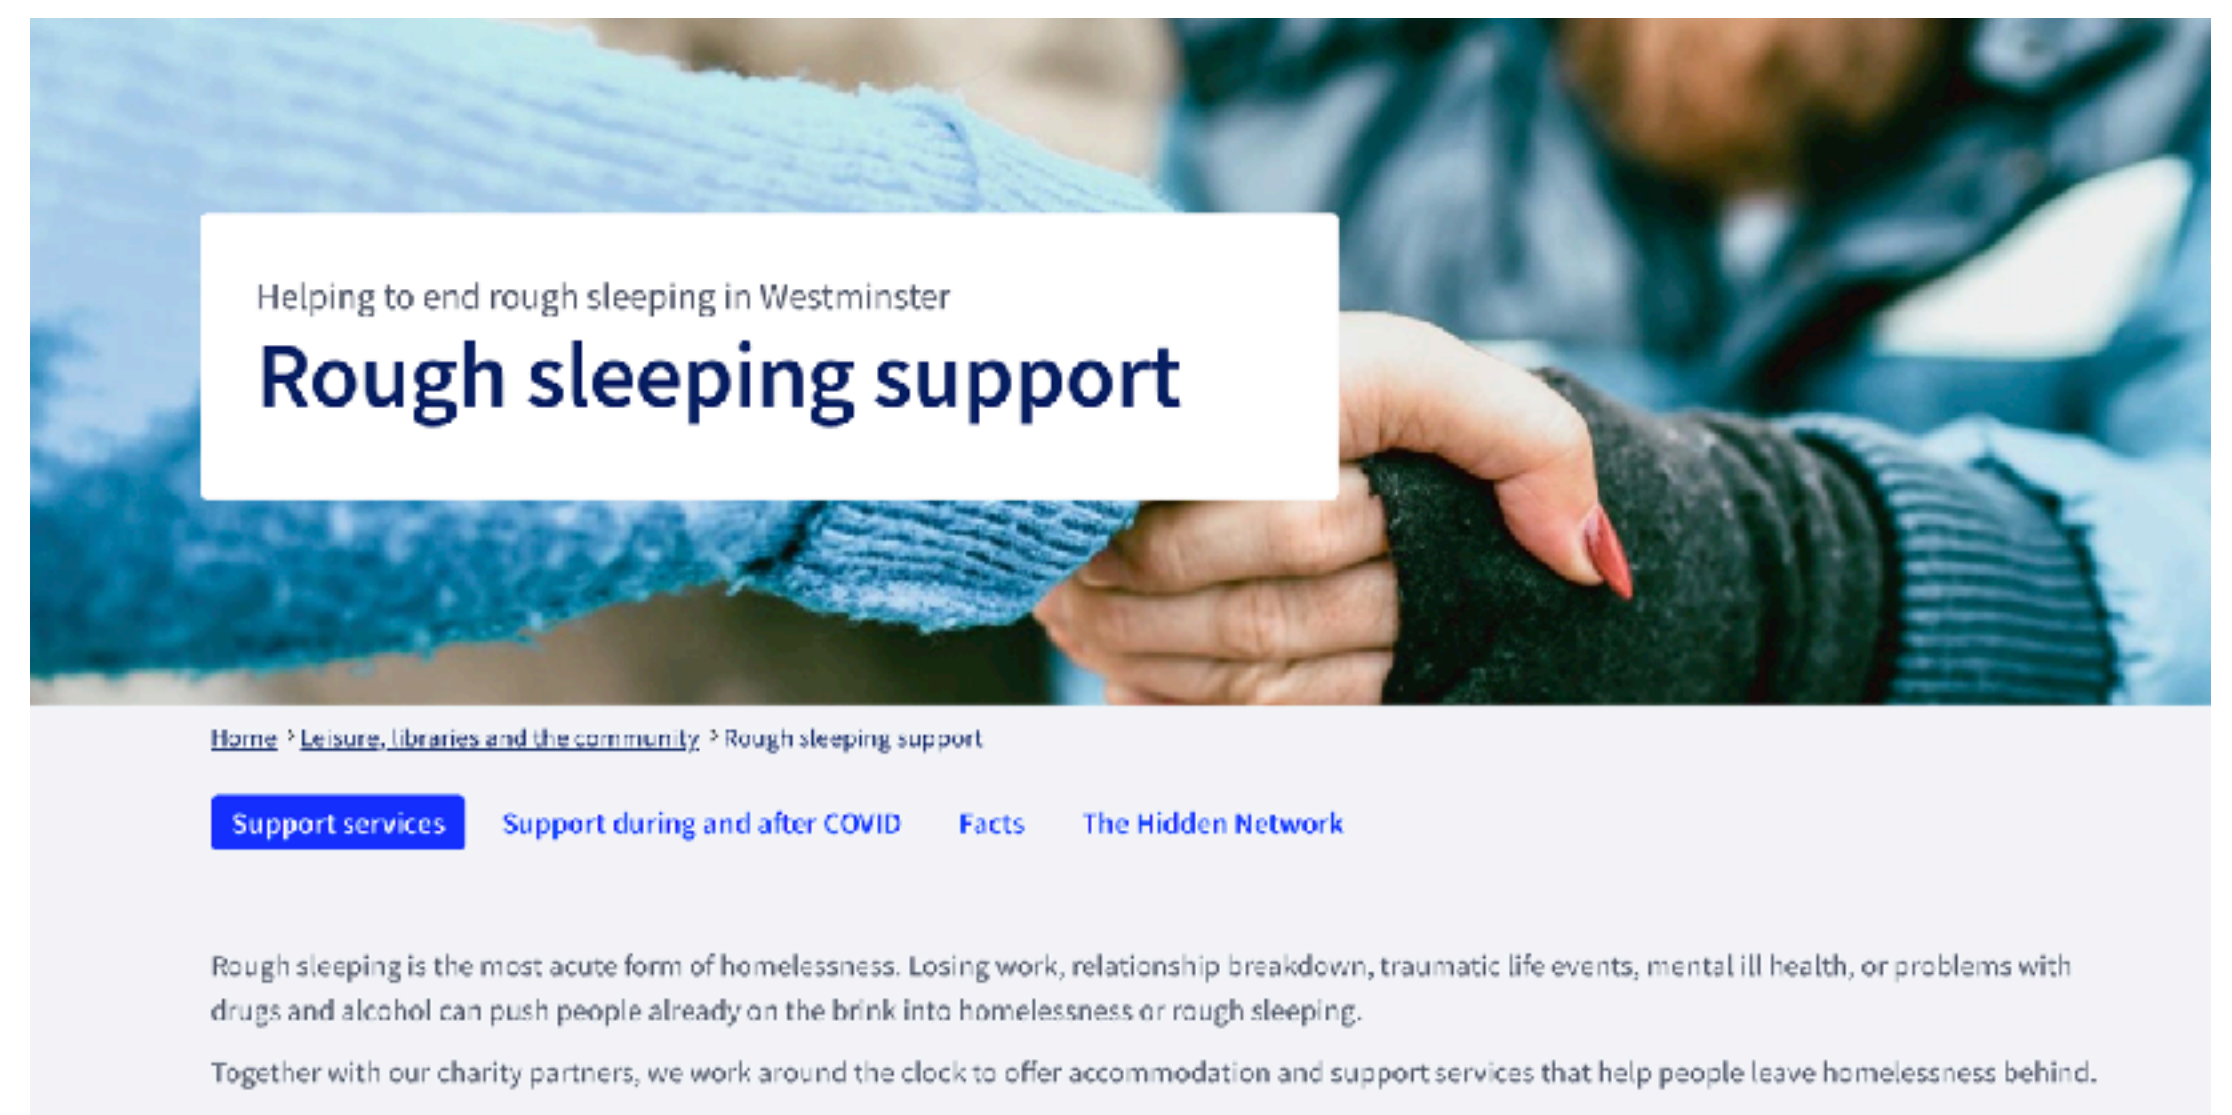 Helping to end rough sleeping in Westminster
Rough sleeping support
Home > Leisure, libraries and the community > Rough sleeping support
Support services Support during and after COVID Facts The Hidden Network
Rough sleeping is the most acute form of homelessness. Losing work, relationship breakdown, traumatic life events, mental ill health, or problems with
drugs and alcohol can push people already on the brink into homelessness or rough sleeping.
Together with our charity partners, we work around the clock to offer accommodation and support services that help people leave homelessness behind.